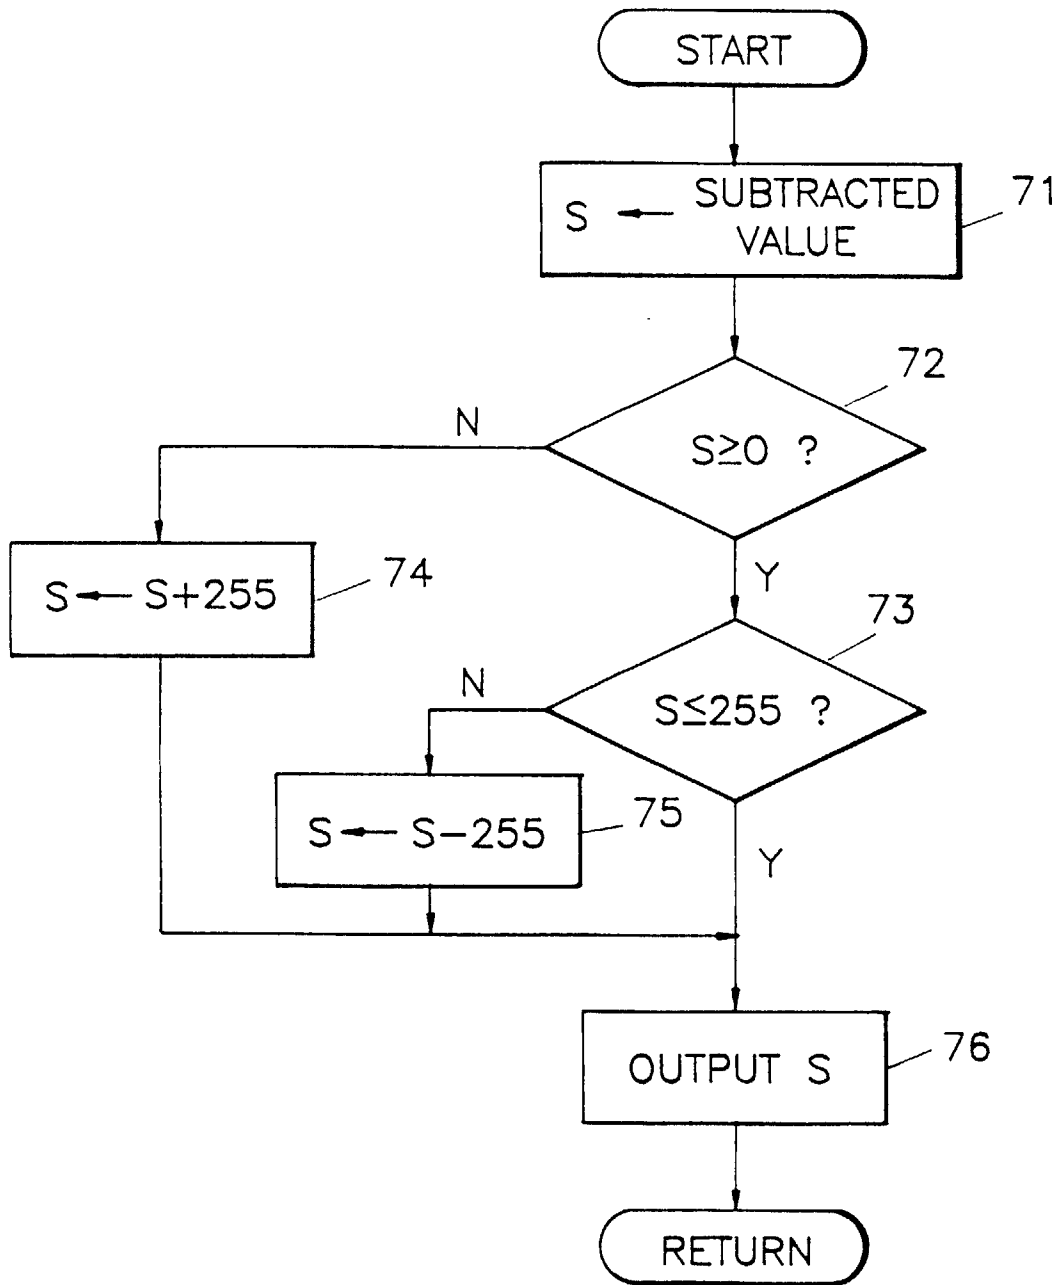 START
S ← SUBTRACTED
VALUE
71
72
N
S≥0 ?
Y
74
S ← S+255
73
N
S≤255 ?
75
S ← S−255
Y
76
OUTPUT S
RETURN